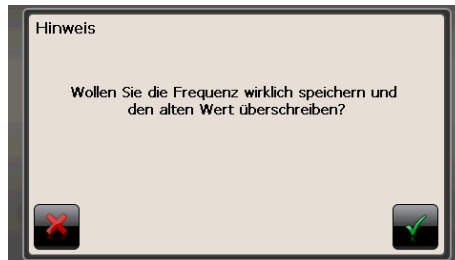 Hinweis
Wollen Sie die Frequenz wirklich speichern und
den alten Wert überschreiben?